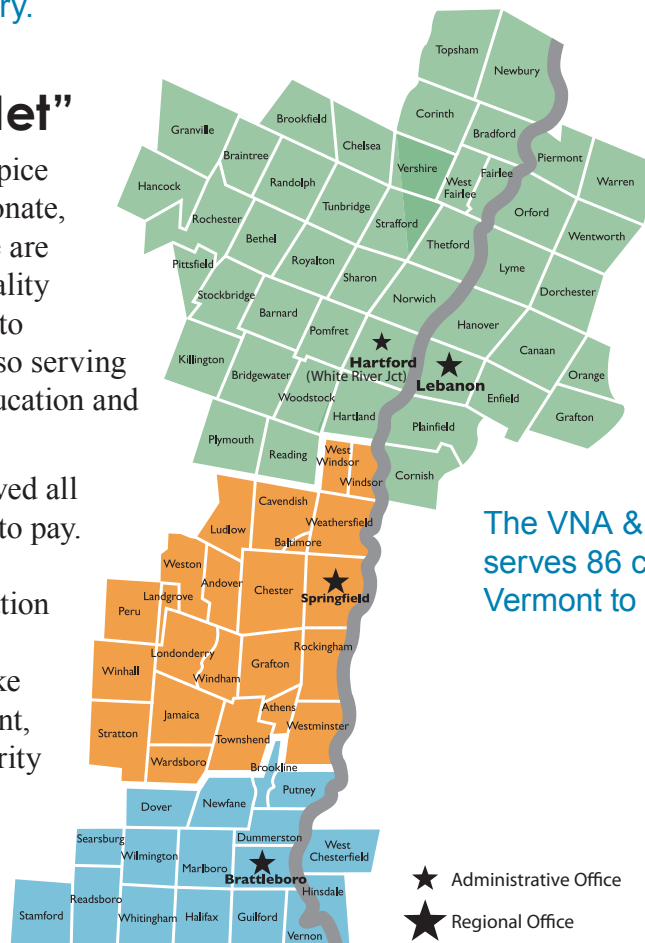 ry.
let”
pice
onate,
e are
ality
to
so serving
ucation and
ved all
to pay.
tion
ke
nt,
rity
Topsham
Newbury
Granville
Brookfield
Chelsea
Corinth
Bradford
Braintree
Vershire
West
Fairlee
Fairlee
Piermont
Warren
Hancock
Randolph
Tunbridge
Strafford
Orford
Rochester
Bethel
Royalton
Thetford
Wentworth
Pittsfield
Sharon
Lyme
Stockbridge
Norwich
Dorchester
Barnard
Pomfret
Hanover
Killington
Hartford
(White River Jct)
Canaan
Bridgewater
Lebanon
Orange
Woodstock
Enfield
Hartland
Grafton
Plymouth
Plainfield
Reading
West
Windsor
Windsor
Cornish
Cavendish
Ludlow
Weathersfield
Baltimore
Weston
Andover
Chester
Landgrove
Springfield
Peru
Londonderry
Rockingham
Winhall
Windham
Grafton
Jamaica
Athens
Stratton
Westminster
Townshend
Wardsboro
Brookline
Putney
Dover
Newfane
Searsburg
Dummerston
West
Chesterfield
Wilmington
Marlboro
Brattleboro
Readsboro
Hinsdale
Stamford
Whitingham
Halifax
Guilford
Vernon
The VNA &
serves 86 c
Vermont to
Administrative Office
Regional Office